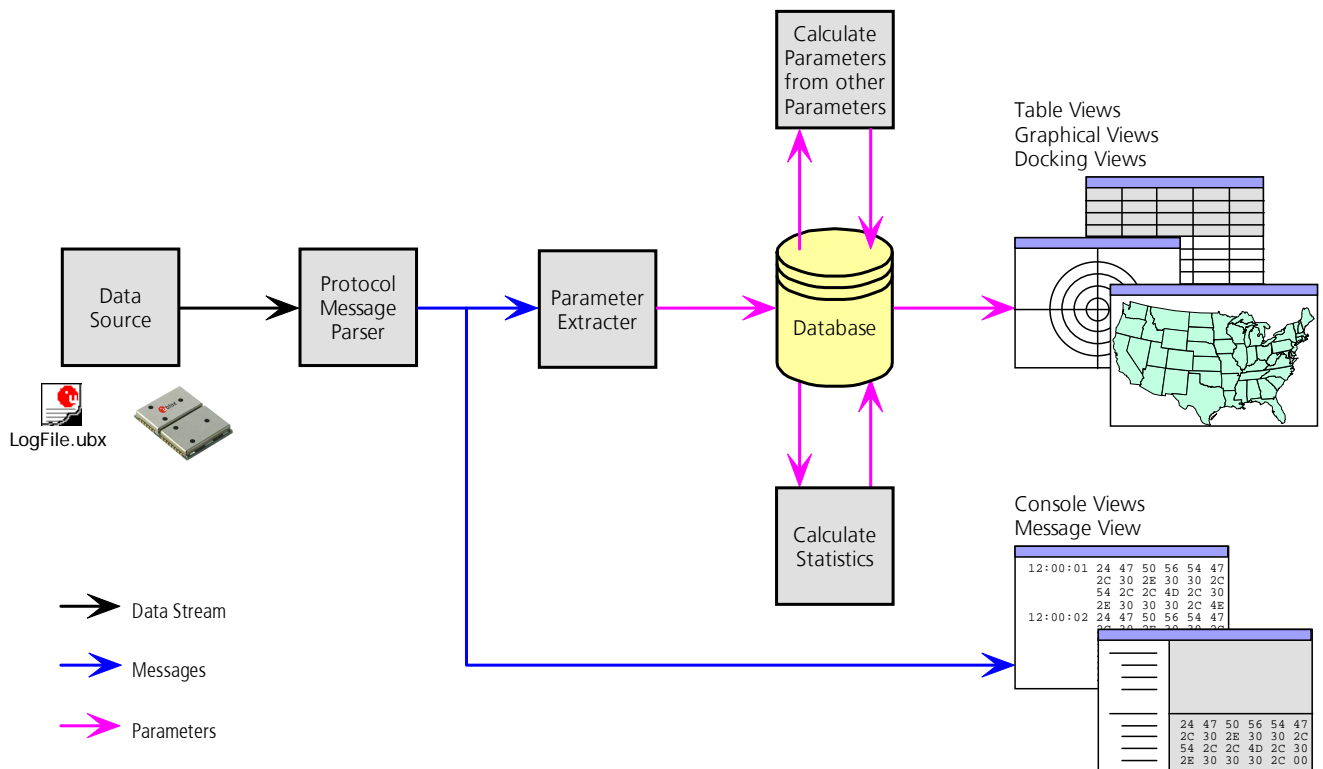 Calculate
Parameters
from other
Parameters
Table Views
Graphical Views
Docking Views
Data
Source
Protocol
Message
Parser
Parameter
Extracter
Database
LogFile.ubx
Calculate
Statistics
Console Views
Message View
12:00:01 24 47 50 56 54 47
2C 30 2E 30 30 2C
54 2C 2C 4D 2C 30
2E 30 30 30 2C 4E
12:00:02 24 47 50 56 54 47
24 47 50 56 54 47
2C 30 2E 30 30 2C
54 2C 2C 4D 2C 30
2E 30 30 30 2C 00
Data Stream
Messages
Parameters